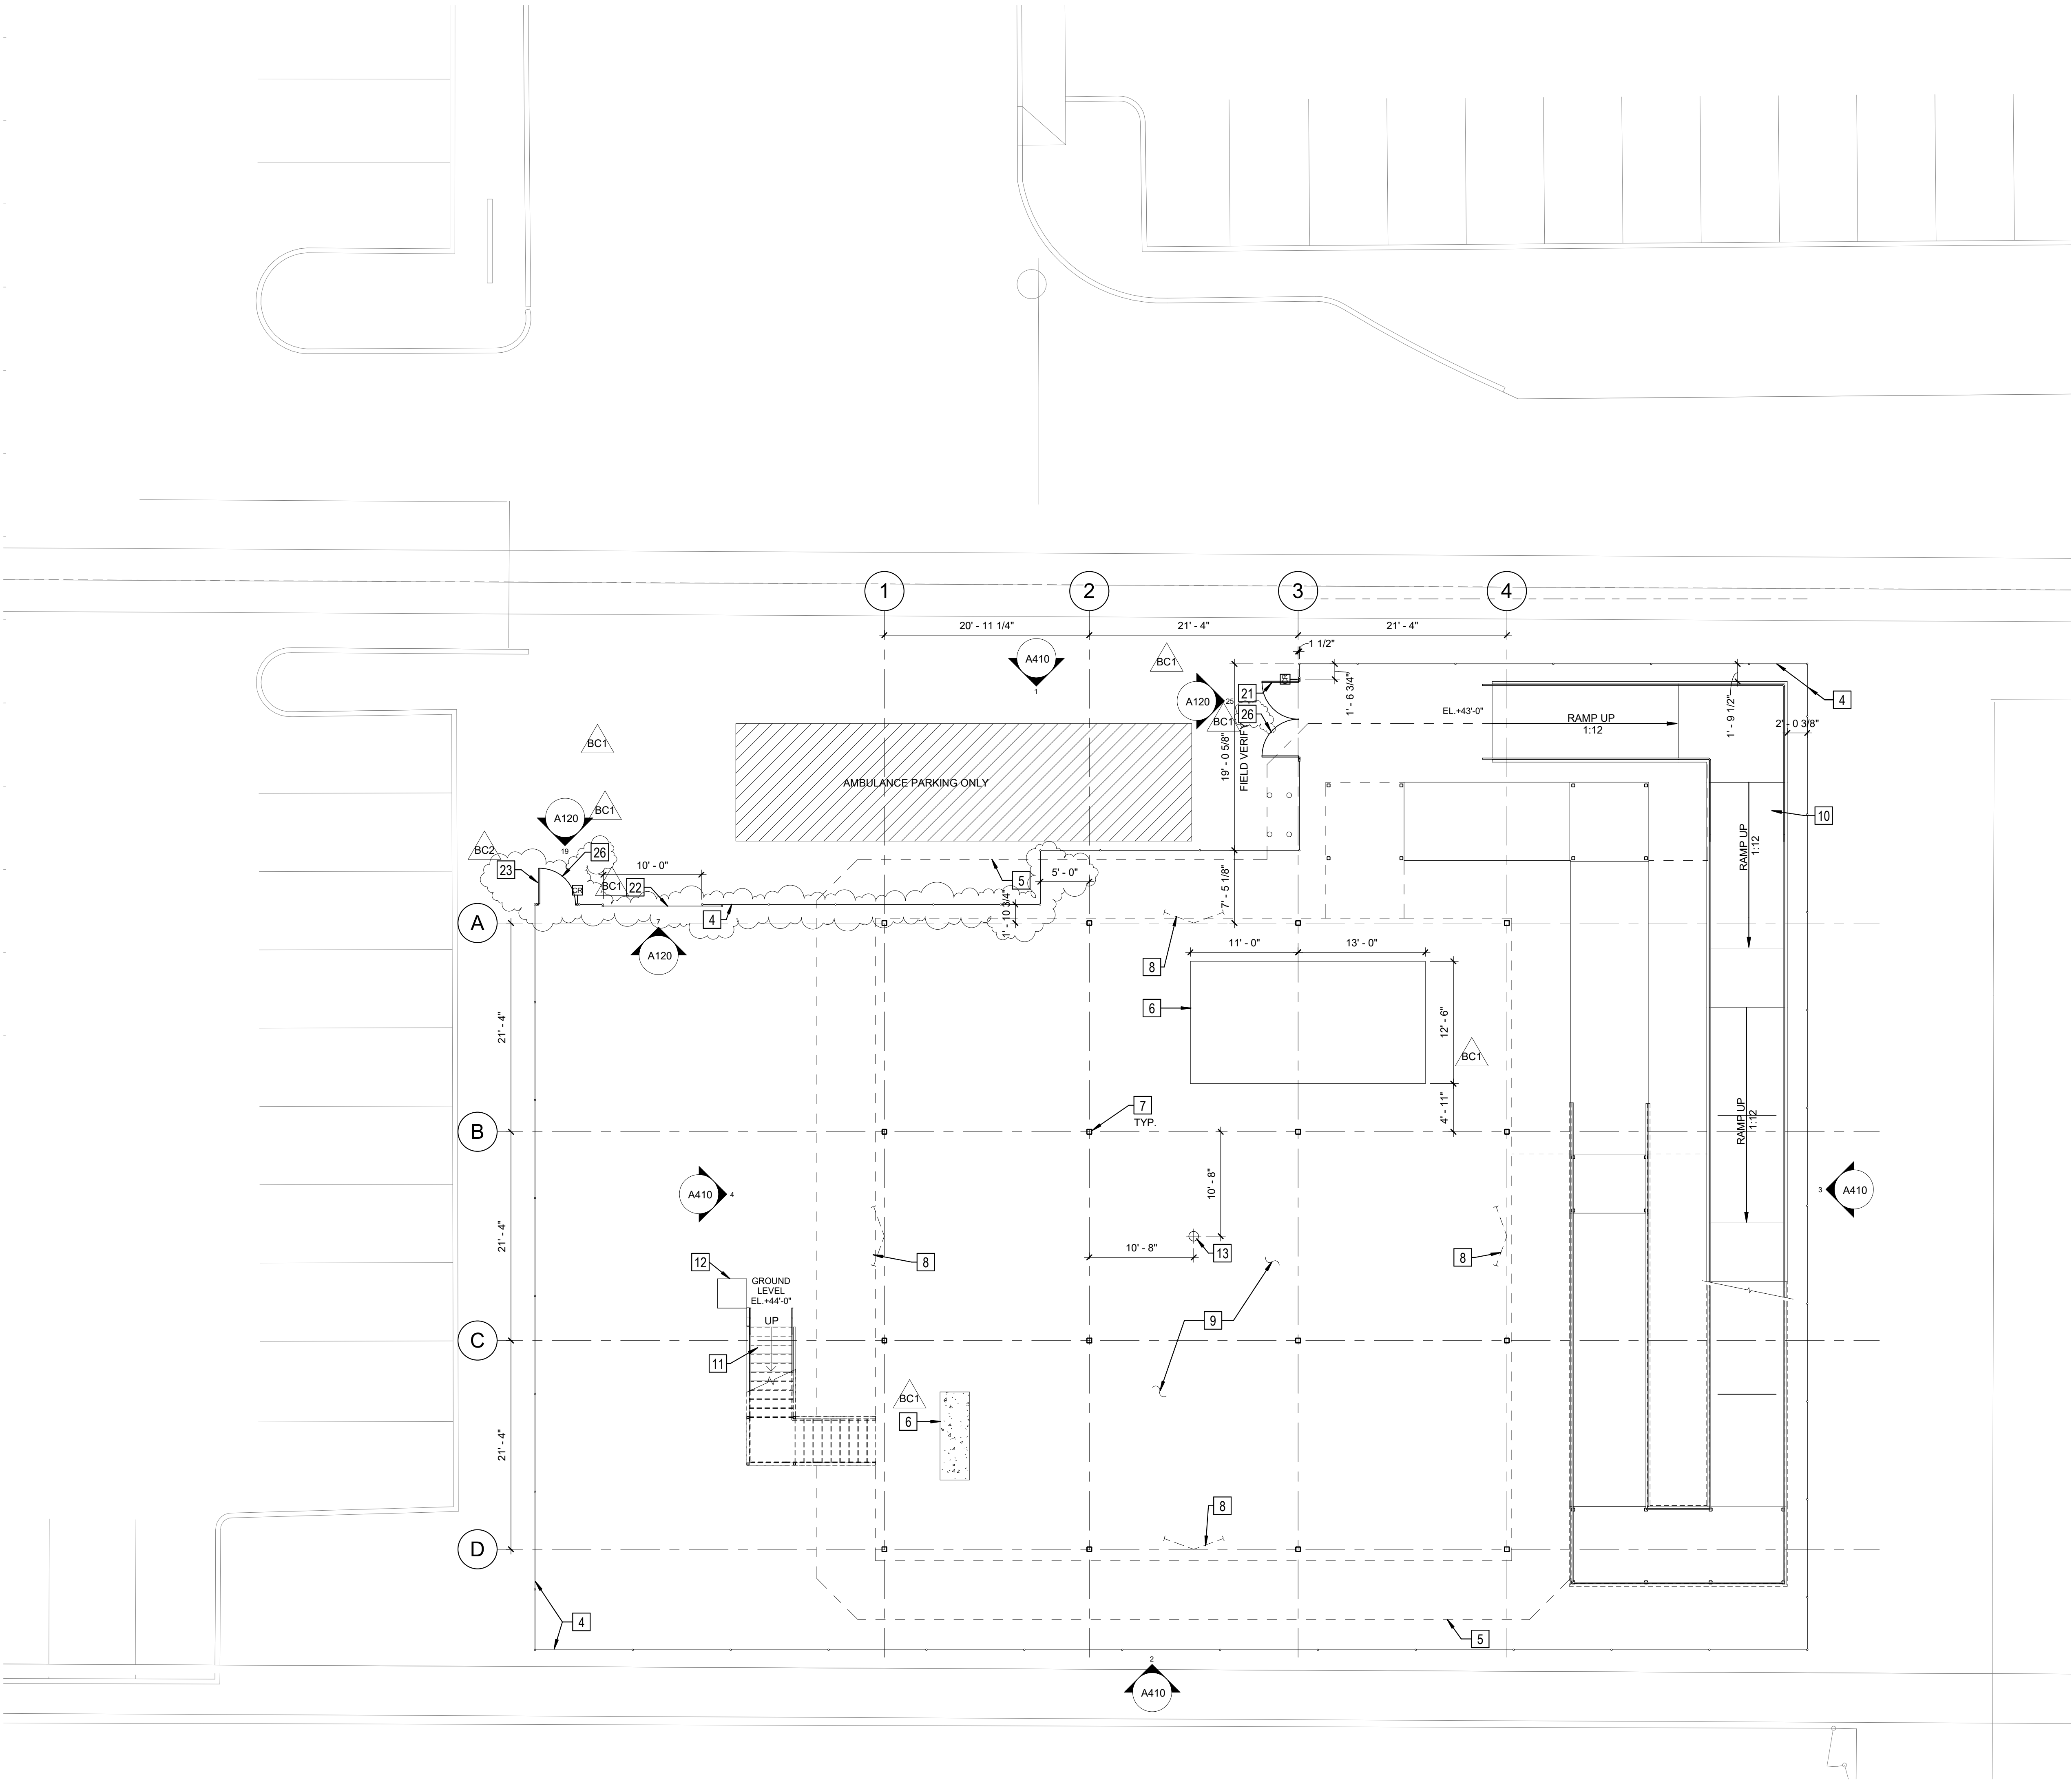 1
2
3
4
20' - 11 1/4"
21' - 4"
21' - 4"
A410
1
BC1
1 1/2"
A120
25
21
CR
BC1
26
1' - 6 3/4"
EL.+43'-0"
RAMP UP
1:12
1' - 9 1/2"
2' - 0 3/8"
4
BC1
19' - 0 5/8"
FIELD VERIFY
AMBULANCE PARKING ONLY
BC1
A120
19
BC2
26
23
CR
BC1
22
10' - 0"
4
5
5' - 0"
1' - 10 3/4"
7' - 5 1/8"
RAMP UP
1:12
10
A
7
A120
8
11' - 0"
13' - 0"
6
12' - 6"
BC1
4' - 11"
21' - 4"
B
7
TYP.
RAMP UP
1:12
10' - 8"
A410
4
3
A410
21' - 4"
10' - 8"
13
8
8
12
GROUND
LEVEL
EL.+44'-0"
UP
9
C
11
BC1
6
21' - 4"
8
D
4
5
2
A410